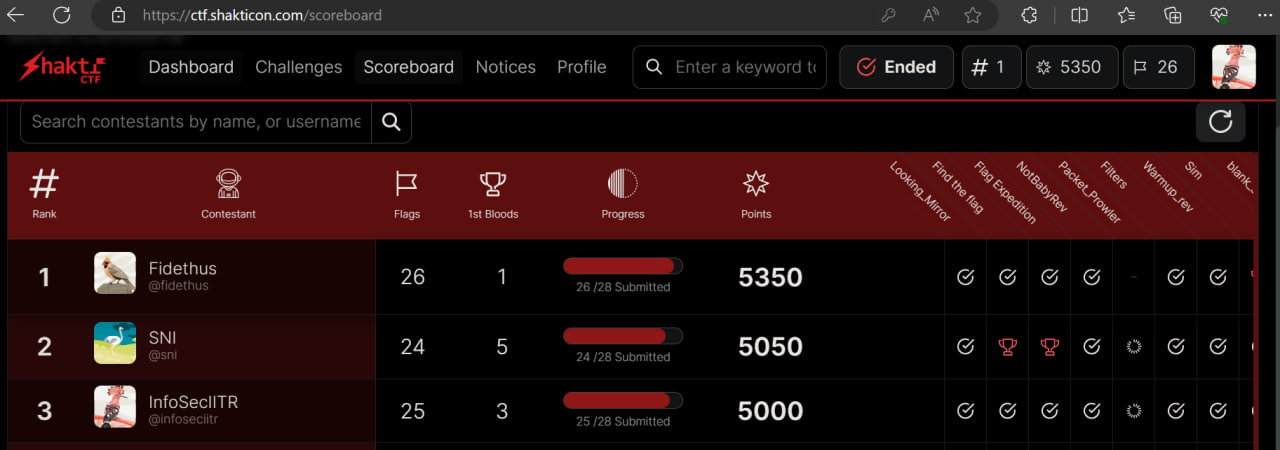 https://ctf.shakticon.com/scoreboard
Shakti CTF Dashboard Challenges Scoreboard Notices Profile Enter a keyword to Ended # 1 5350 26
Search contestants by name, or username
Looking_Mirror Find the flag Flag Expedition NotBabyRev Packet_Prowler Filters Warmup_rev Sim blank_
# Rank Contestant Flags 1st Bloods Progress Points
1 Fidethus 26 1 5350
@fidethus 26 /28 Submitted
2 SNI 24 5 5050
@sni 24 /28 Submitted
3 InfoSecIITR 25 3 5000
@infoseciitr 25 /28 Submitted